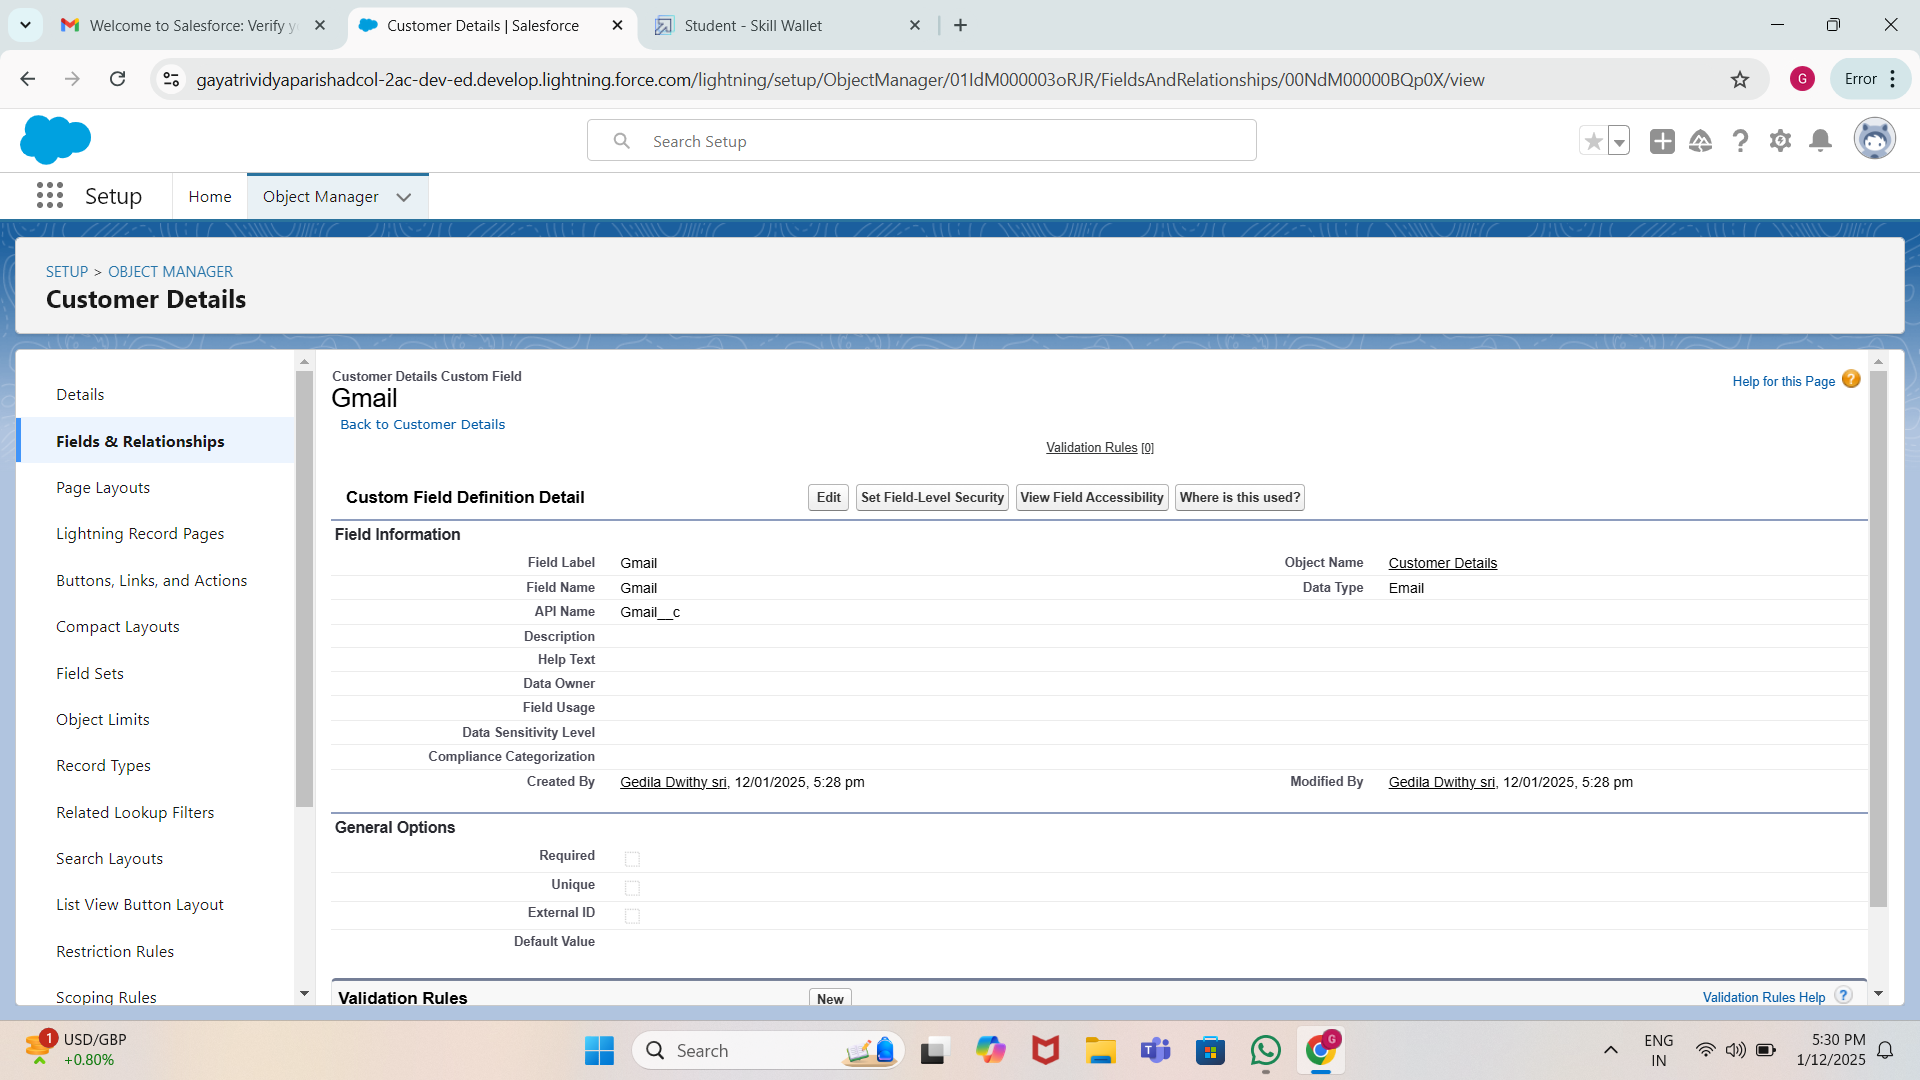 Welcome to Salesforce: Verify y
Customer Details | Salesforce
Student - Skill Wallet
gayatrividyaparishadcol-2ac-dev-ed.develop.lightning.force.com/lightning/setup/ObjectManager/01IdM000003oRJR/FieldsAndRelationships/00NdM00000BQp0X/view
G
Error
Search Setup
Setup
Home
Object Manager
SETUP > OBJECT MANAGER
Customer Details
Details
Fields & Relationships
Page Layouts
Lightning Record Pages
Buttons, Links, and Actions
Compact Layouts
Field Sets
Object Limits
Record Types
Related Lookup Filters
Search Layouts
List View Button Layout
Restriction Rules
Scoping Rules
Customer Details Custom Field
Gmail
Back to Customer Details
Help for this Page ?
Validation Rules [0]
Custom Field Definition Detail
Edit
Set Field-Level Security
View Field Accessibility
Where is this used?
Field Information
Field Label Gmail Object Name Customer Details
Field Name Gmail Data Type Email
API Name Gmail__c
Description
Help Text
Data Owner
Field Usage
Data Sensitivity Level
Compliance Categorization
Created By Gedila Dwithy sri, 12/01/2025, 5:28 pm Modified By Gedila Dwithy sri, 12/01/2025, 5:28 pm
General Options
Required
Unique
External ID
Default Value
Validation Rules
New
Validation Rules Help ?
1
USD/GBP
+0.80%
Search
G
ENG
IN
5:30 PM
1/12/2025